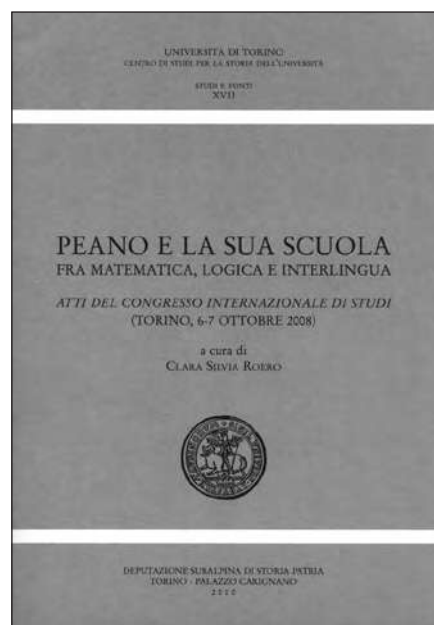 UNIVERSITÀ DI TORINO
CENTRO DI STUDI PER LA STORIA DELL'UNIVERSITÀ
STUDI E FONTI
XVII
PEANO E LA SUA SCUOLA
FRA MATEMATICA, LOGICA E INTERLINGUA
ATTI DEL CONGRESSO INTERNAZIONALE DI STUDI
(TORINO, 6-7 OTTOBRE 2008)
a cura di
CLARA SILVIA ROERO
DEPUTAZIONE SUBALPINA DI STORIA PATRIA
TORINO - PALAZZO CARIGNANO
2010